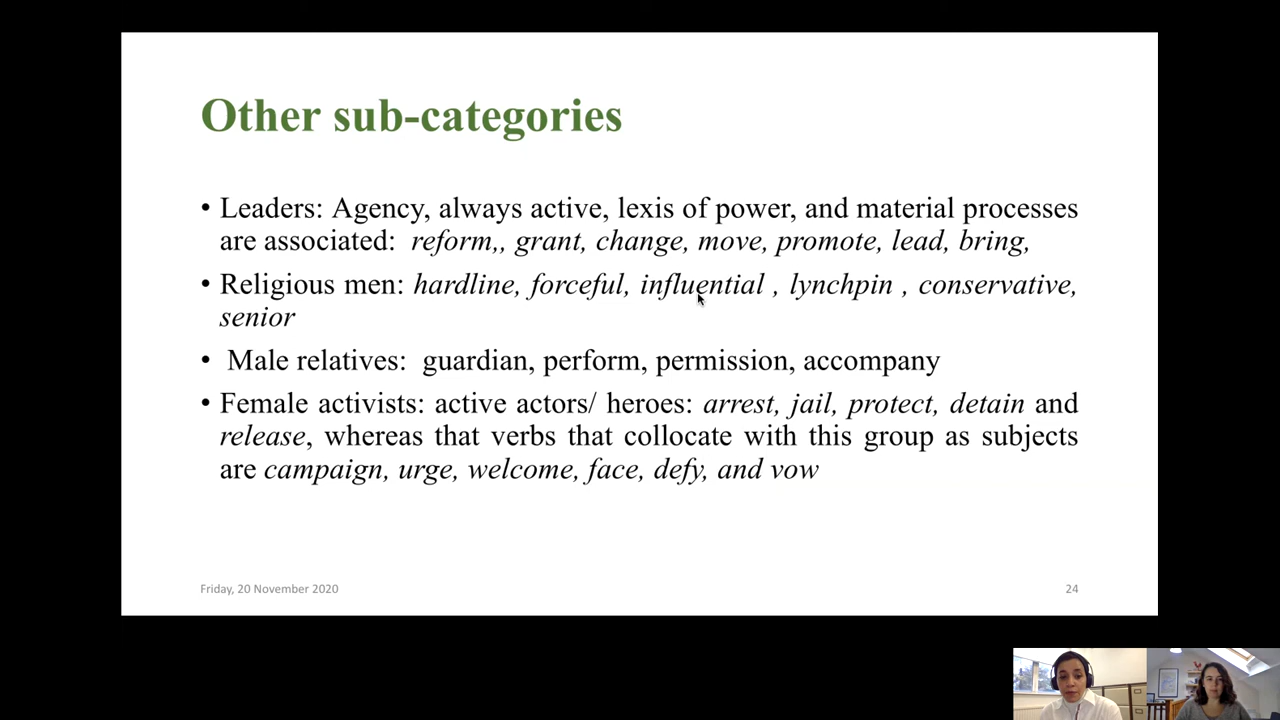 Other sub-categories
• Leaders: Agency, always active, lexis of power, and material processes
are associated: reform,, grant, change, move, promote, lead, bring,
• Religious men: hardline, forceful, influential , lynchpin , conservative,
senior
• Male relatives: guardian, perform, permission, accompany
• Female activists: active actors/ heroes: arrest, jail, protect, detain and
release, whereas that verbs that collocate with this group as subjects
are campaign, urge, welcome, face, defy, and vow
Friday, 20 November 2020
24